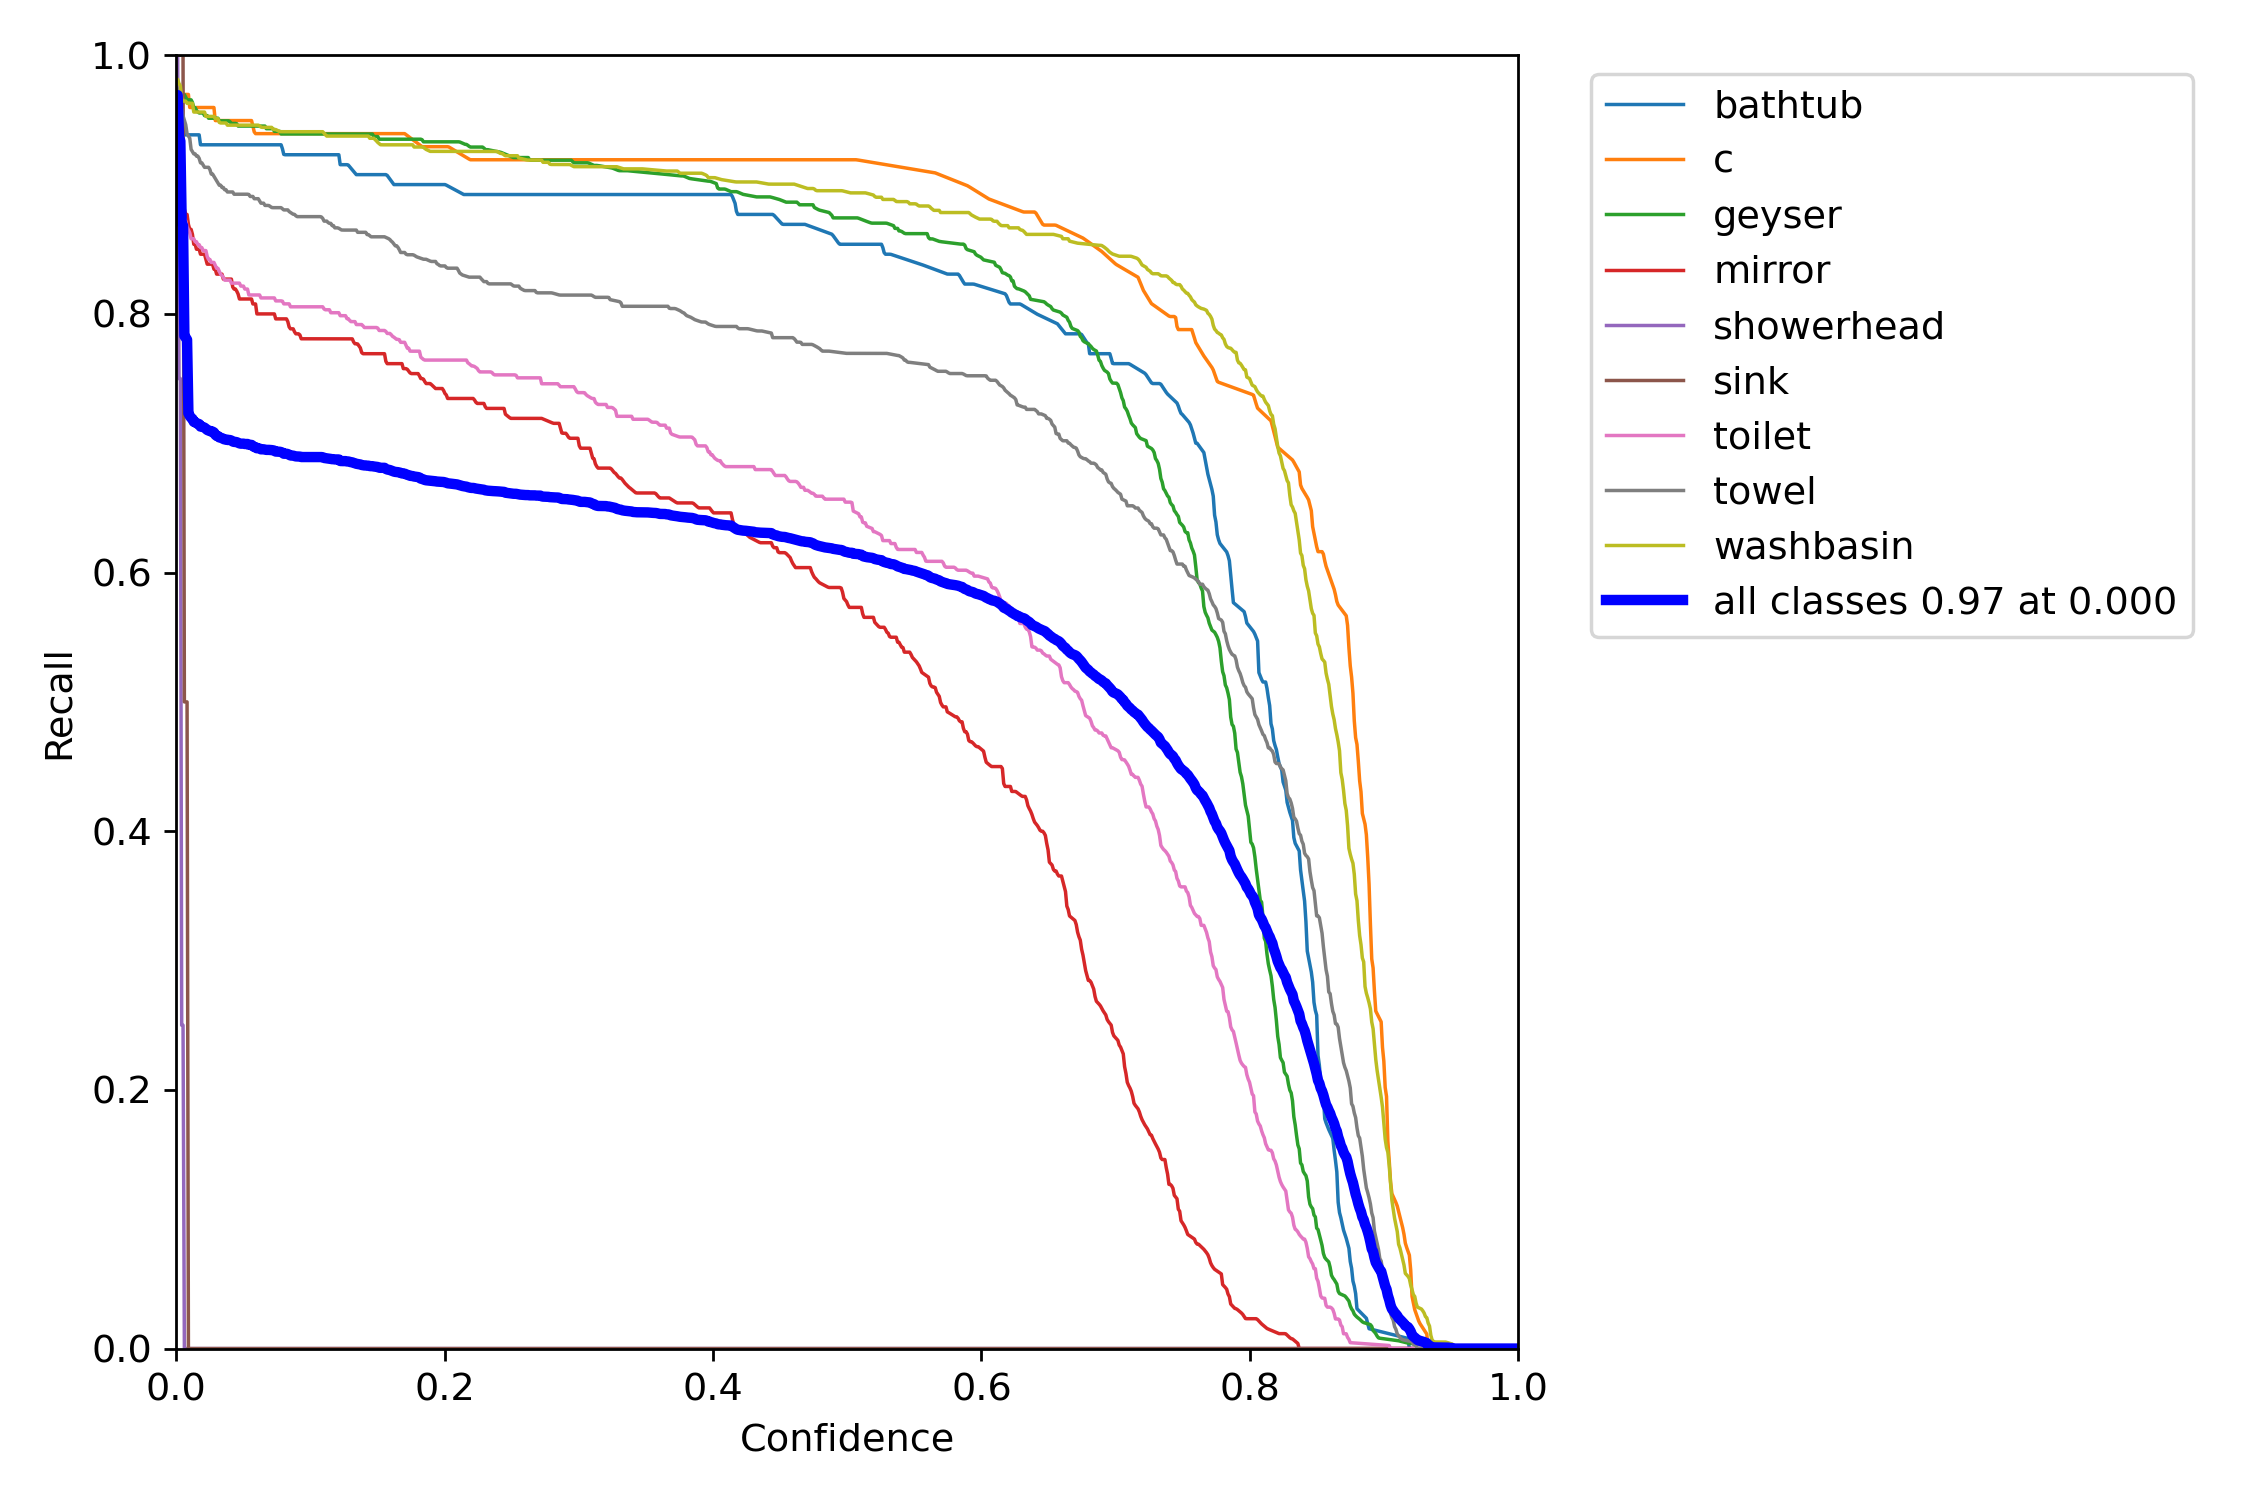 1.0
0.8
0.6
0.4
0.2
0.0
Recall
0.0 0.2 0.4 0.6 0.8 1.0
Confidence
bathtub
c
geyser
mirror
showerhead
sink
toilet
towel
washbasin
all classes 0.97 at 0.000